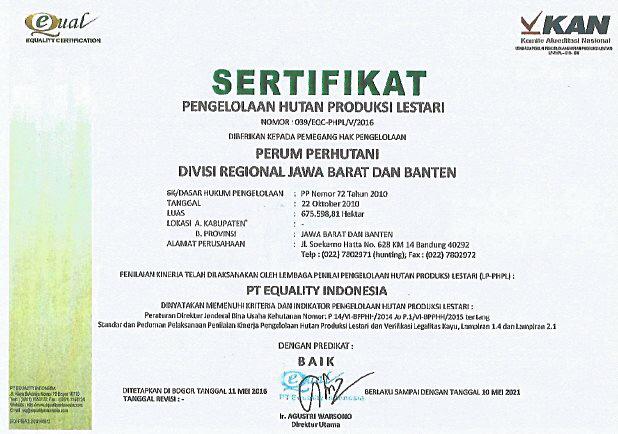 eQual
EQUALITY CERTIFICATION
KAN
Komite Akreditasi Nasional
SERTIFIKAT
PENGELOLAAN HUTAN PRODUKSI LESTARI
NOMOR : 039/EQC-PHPL/V/2016
DIBERIKAN KEPADA PEMEGANG HAK PENGELOLAAN
PERUM PERHUTANI
DIVISI REGIONAL JAWA BARAT DAN BANTEN
SK/DASAR HUKUM PENGELOLAAN : PP Nomor 72 Tahun 2010
TANGGAL : 22 Oktober 2010
LUAS : 675.598,81 Hektar
LOKASI A. KABUPATEN : -
B. PROVINSI : JAWA BARAT DAN BANTEN
ALAMAT PERUSAHAAN : Jl. Soekarno Hatta No. 628 KM 14 Bandung 40292
Telp : (022) 7802971 (hunting); Fax : (022) 7802972
PENILAIAN KINERJA TELAH DILAKSANAKAN OLEH LEMBAGA PENILAI PENGELOLAAN HUTAN PRODUKSI LESTARI (LP-PHPL) :
PT EQUALITY INDONESIA
DINYATAKAN MEMENUHI KRITERIA DAN INDIKATOR PENGELOLAAN HUTAN PRODUKSI LESTARI :
Peraturan Direktur Jenderal Bina Usaha Kehutanan Nomor: P.14/VI-BPPHH/2014 Jo P.1/VI-BPPHH/2015 tentang
Standar dan Pedoman Pelaksanaan Penilaian Kinerja Pengelolaan Hutan Produksi Lestari dan Verifikasi Legalitas Kayu, Lampiran 1.4 dan Lampiran 2.1
DENGAN PREDIKAT :
BAIK
DITETAPKAN DI BOGOR TANGGAL 11 MEI 2016
TANGGAL REVISI : -
eQual
PT EQUALITY Indonesia
BERLAKU SAMPAI DENGAN TANGGAL 10 MEI 2021
Ir. AGUSTRI WARSONO
Direktur Utama
PT EQUALITY INDONESIA